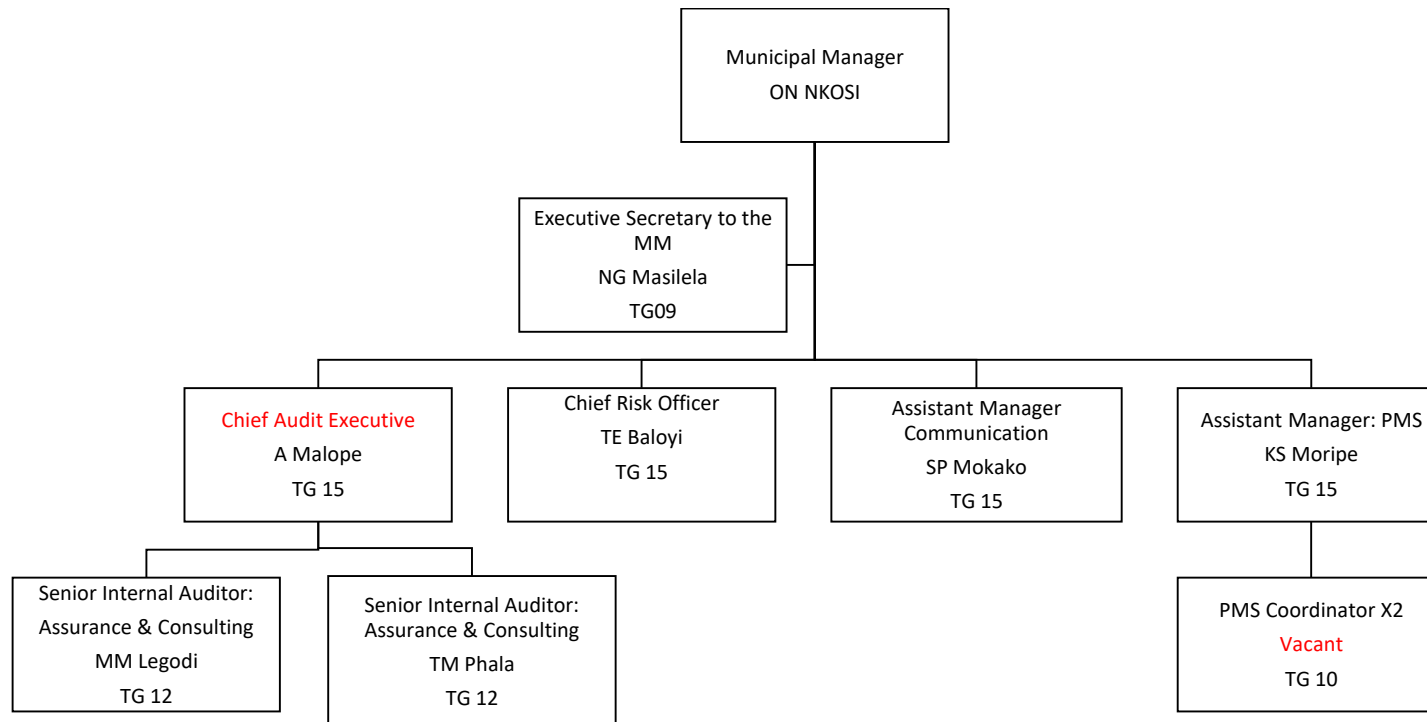 Municipal Manager
ON NKOSI
Executive Secretary to the
MM
NG Masilela
TG09
Chief Audit Executive
A Malope
TG 15
Chief Risk Officer
TE Baloyi
TG 15
Assistant Manager
Communication
SP Mokako
TG 15
Assistant Manager: PMS
KS Moripe
TG 15
Senior Internal Auditor:
Assurance & Consulting
MM Legodi
TG 12
Senior Internal Auditor:
Assurance & Consulting
TM Phala
TG 12
PMS Coordinator X2
Vacant
TG 10